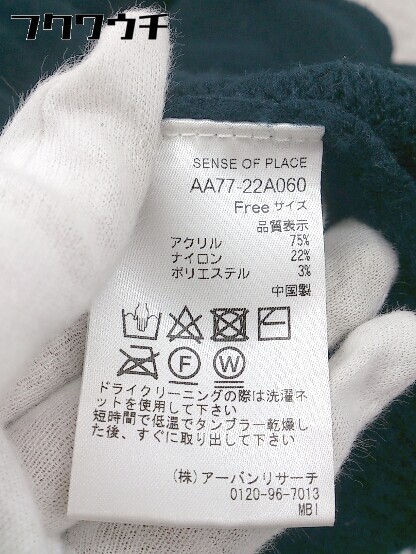 フクウウチ
SENSE OF PLACE
AA77-22A060
Free サイズ
品質表示
アクリル 75%
ナイロン 22%
ポリエステル 3%
中国製
F W
ドライクリーニングの際は洗濯ネ
ットを使用して下さい
短時間で低温でタンブラー乾燥し
た後、すぐに取り出して下さい
(株)アーバンリサーチ
0120-96-7013
MBI